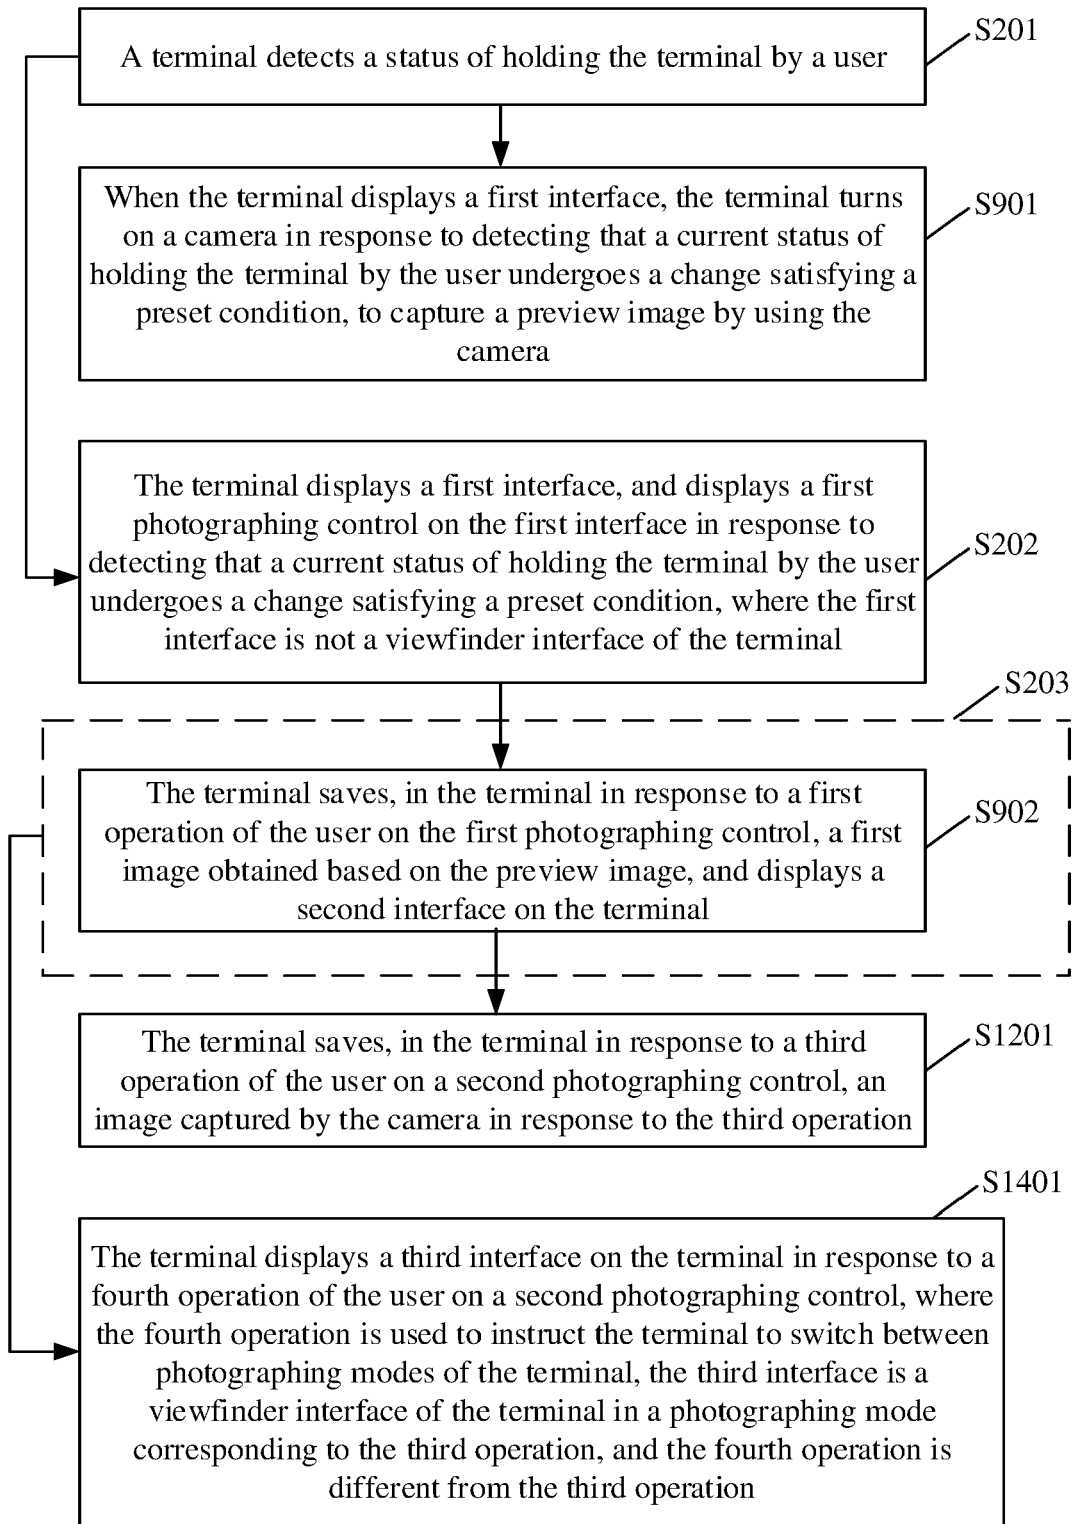 A terminal detects a status of holding the terminal by a user
S201
When the terminal displays a first interface, the terminal turns
on a camera in response to detecting that a current status of
holding the terminal by the user undergoes a change satisfying a
preset condition, to capture a preview image by using the
camera
S901
The terminal displays a first interface, and displays a first
photographing control on the first interface in response to
detecting that a current status of holding the terminal by the user
undergoes a change satisfying a preset condition, where the first
interface is not a viewfinder interface of the terminal
S202
S203
The terminal saves, in the terminal in response to a first
operation of the user on the first photographing control, a first
image obtained based on the preview image, and displays a
second interface on the terminal
S902
The terminal saves, in the terminal in response to a third
operation of the user on a second photographing control, an
image captured by the camera in response to the third operation
S1201
S1401
The terminal displays a third interface on the terminal in response to a
fourth operation of the user on a second photographing control, where
the fourth operation is used to instruct the terminal to switch between
photographing modes of the terminal, the third interface is a
viewfinder interface of the terminal in a photographing mode
corresponding to the third operation, and the fourth operation is
different from the third operation